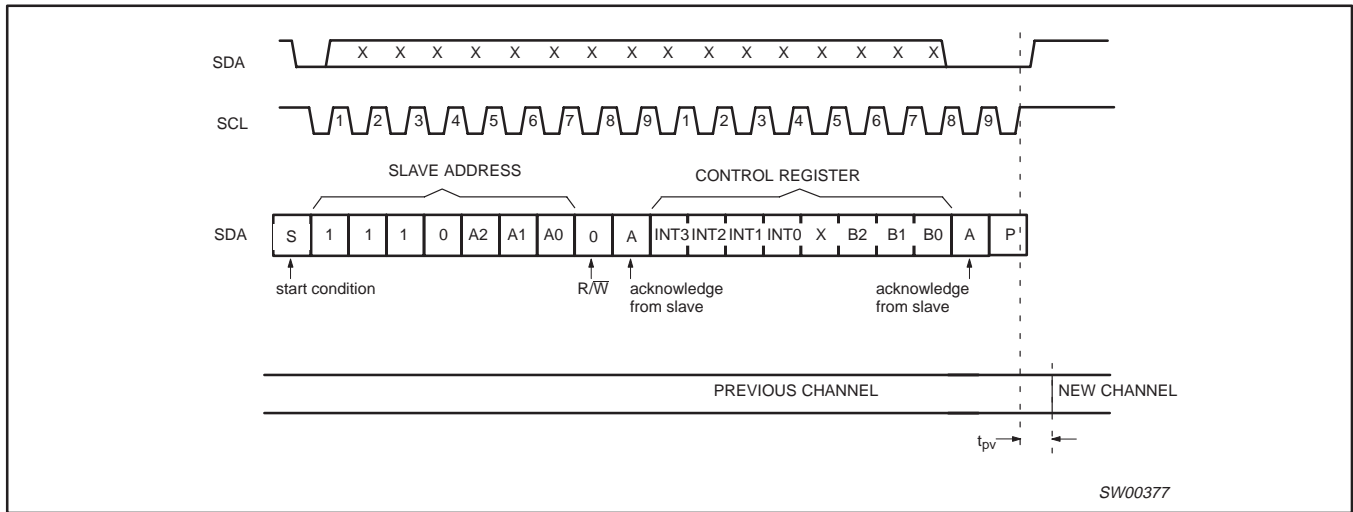 SDA X X X X X X X X X X X X X X X X
SCL 1 2 3 4 5 6 7 8 9 1 2 3 4 5 6 7 8 9
SLAVE ADDRESS CONTROL REGISTER
SDA S 1 1 1 0 A2 A1 A0 0 A INT3 INT2 INT1 INT0 X B2 B1 B0 A P
start condition R/W̅ acknowledge from slave acknowledge from slave
PREVIOUS CHANNEL NEW CHANNEL
tpv
SW00377